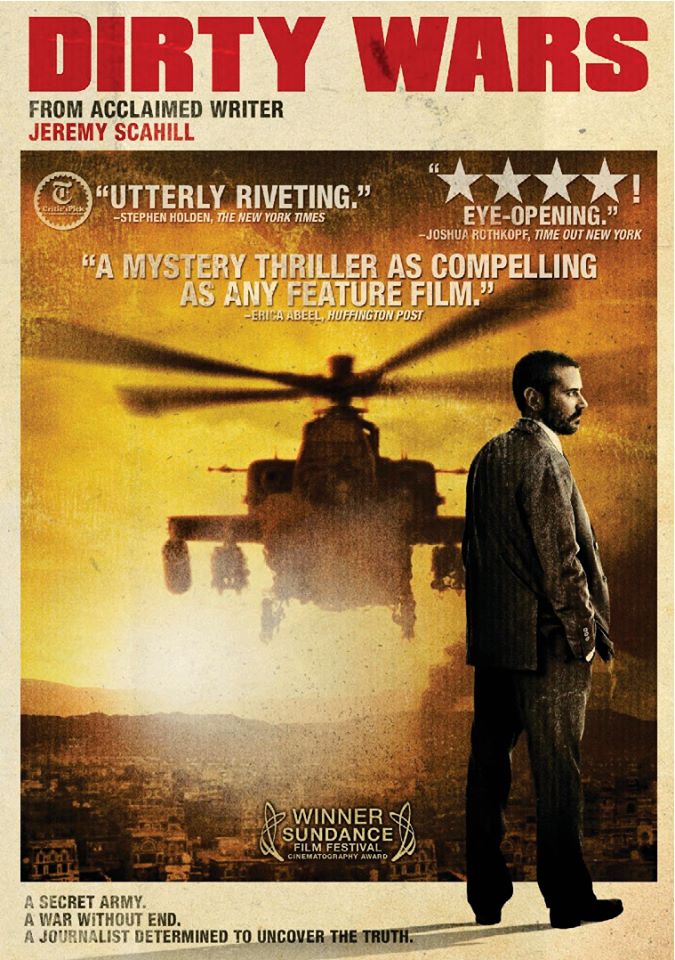 DIRTY WARS
FROM ACCLAIMED WRITER
JEREMY SCAHILL
T
Critics' Pick
“UTTERLY RIVETING.”
–STEPHEN HOLDEN, THE NEW YORK TIMES
“★★★★!
EYE-OPENING.”
–JOSHUA ROTHKOPF, TIME OUT NEW YORK
“A MYSTERY THRILLER AS COMPELLING
AS ANY FEATURE FILM.”
–ERICA ABEEL, HUFFINGTON POST
WINNER
SUNDANCE
FILM FESTIVAL
CINEMATOGRAPHY AWARD
A SECRET ARMY.
A WAR WITHOUT END.
A JOURNALIST DETERMINED TO UNCOVER THE TRUTH.